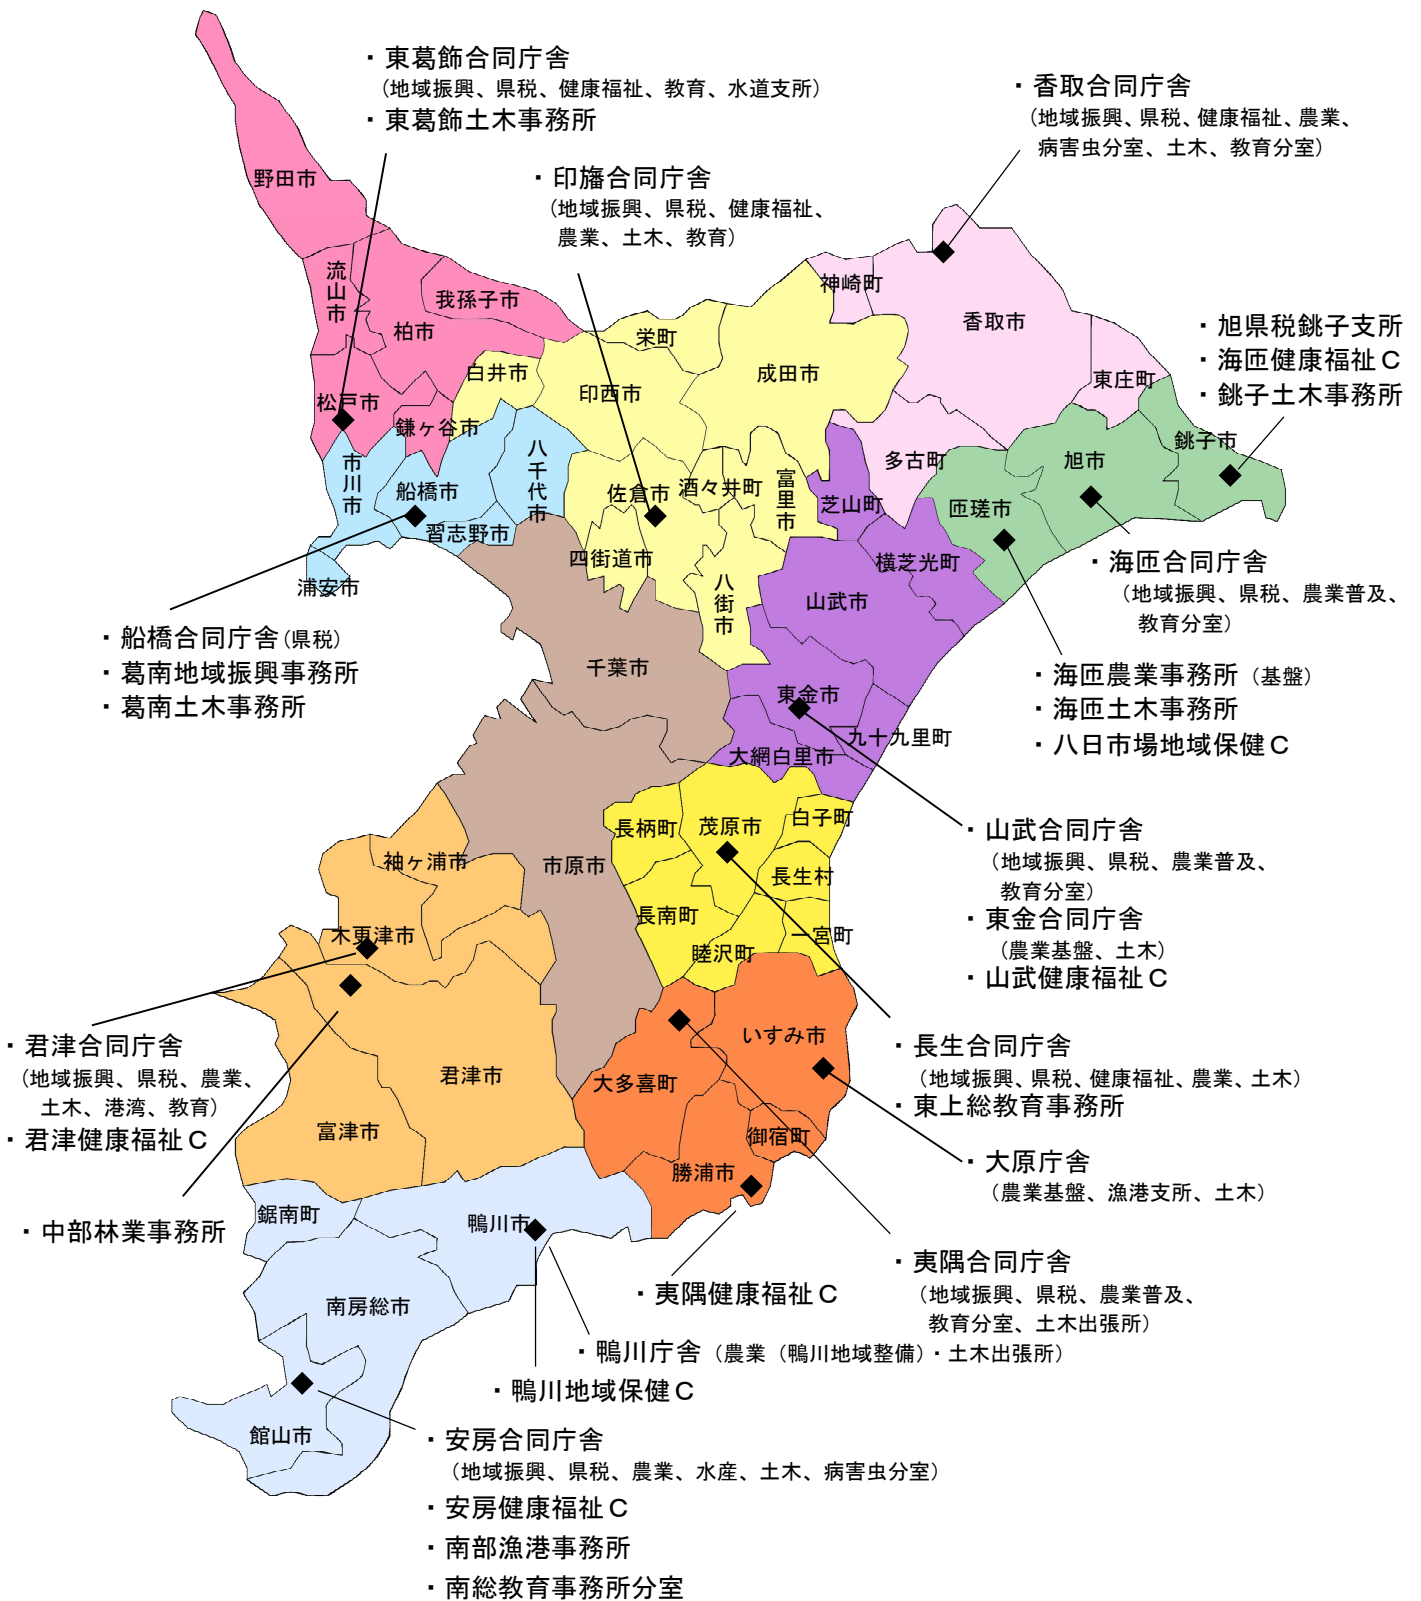 ・東葛飾合同庁舎
（地域振興、県税、健康福祉、教育、水道支所）
・東葛飾土木事務所
・香取合同庁舎
（地域振興、県税、健康福祉、農業、
病害虫分室、土木、教育分室）
・印旛合同庁舎
（地域振興、県税、健康福祉、
農業、土木、教育）
野田市
流山市
我孫子市
柏市
神崎町
香取市
栄町
成田市
白井市
印西市
東庄町
松戸市
鎌ヶ谷市
・旭県税銚子支所
・海匝健康福祉C
・銚子土木事務所
市川市
八千代市
船橋市
習志野市
浦安市
佐倉市
酒々井町
富里市
四街道市
八街市
多古町
芝山町
旭市
銚子市
匝瑳市
横芝光町
山武市
・海匝合同庁舎
（地域振興、県税、農業普及、
教育分室）
・船橋合同庁舎（県税）
・葛南地域振興事務所
・葛南土木事務所
千葉市
東金市
九十九里町
大網白里市
・海匝農業事務所（基盤）
・海匝土木事務所
・八日市場地域保健C
長柄町
茂原市
白子町
袖ヶ浦市
市原市
長生村
長南町
一宮町
睦沢町
木更津市
・山武合同庁舎
（地域振興、県税、農業普及、
教育分室）
・東金合同庁舎
（農業基盤、土木）
・山武健康福祉C
・君津合同庁舎
（地域振興、県税、農業、
土木、港湾、教育）
・君津健康福祉C
いすみ市
君津市
大多喜町
富津市
御宿町
勝浦市
・長生合同庁舎
（地域振興、県税、健康福祉、農業、土木）
・東上総教育事務所
・大原庁舎
（農業基盤、漁港支所、土木）
・中部林業事務所
鋸南町
鴨川市
南房総市
館山市
・夷隅合同庁舎
（地域振興、県税、農業普及、
教育分室、土木出張所）
・夷隅健康福祉C
・鴨川庁舎（農業（鴨川地域整備）・土木出張所）
・鴨川地域保健C
・安房合同庁舎
（地域振興、県税、農業、水産、土木、病害虫分室）
・安房健康福祉C
・南部漁港事務所
・南総教育事務所分室